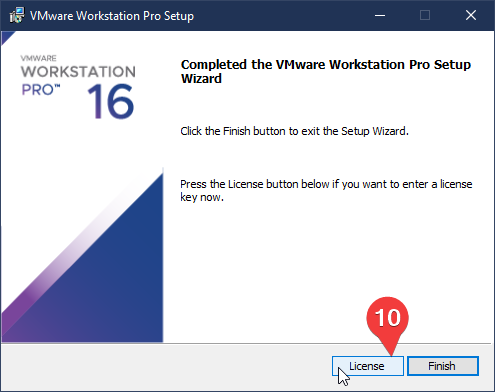 VMware Workstation Pro Setup
VMWARE
WORKSTATION
PRO™
16
Completed the VMware Workstation Pro Setup
Wizard
Click the Finish button to exit the Setup Wizard.
Press the License button below if you want to enter a license
key now.
10
License
Finish